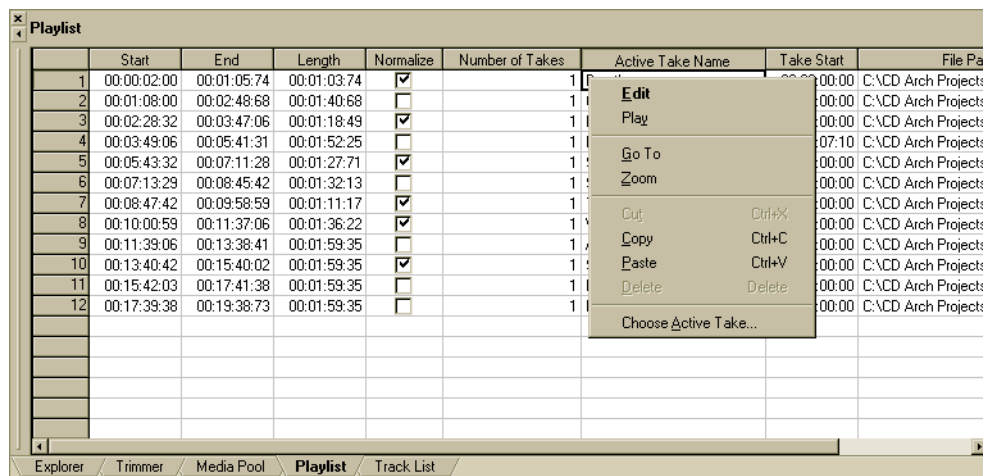 Playlist
Start End Length Normalize Number of Takes Active Take Name Take Start File Pa
1 00:00:02:00 00:01:05:74 00:01:03:74 1 :00:00 C:\CD Arch Projects
2 00:01:08:00 00:02:48:68 00:01:40:68 1 :00:00 C:\CD Arch Projects
3 00:02:28:32 00:03:47:06 00:01:18:49 1 :00:00 C:\CD Arch Projects
4 00:03:49:06 00:05:41:31 00:01:52:25 1 :07:10 C:\CD Arch Projects
5 00:05:43:32 00:07:11:28 00:01:27:71 1 :00:00 C:\CD Arch Projects
6 00:07:13:29 00:08:45:42 00:01:32:13 1 :00:00 C:\CD Arch Projects
7 00:08:47:42 00:09:58:59 00:01:11:17 1 :00:00 C:\CD Arch Projects
8 00:10:00:59 00:11:37:06 00:01:36:22 1 :00:00 C:\CD Arch Projects
9 00:11:39:06 00:13:38:41 00:01:59:35 1 :00:00 C:\CD Arch Projects
10 00:13:40:42 00:15:40:02 00:01:59:35 1 :00:00 C:\CD Arch Projects
11 00:15:42:03 00:17:41:38 00:01:59:35 1 :00:00 C:\CD Arch Projects
12 00:17:39:38 00:19:38:73 00:01:59:35 1 :00:00 C:\CD Arch Projects
Edit
Play
Go To
Zoom
Cut Ctrl+X
Copy Ctrl+C
Paste Ctrl+V
Delete Delete
Choose Active Take...
Explorer Trimmer Media Pool Playlist Track List